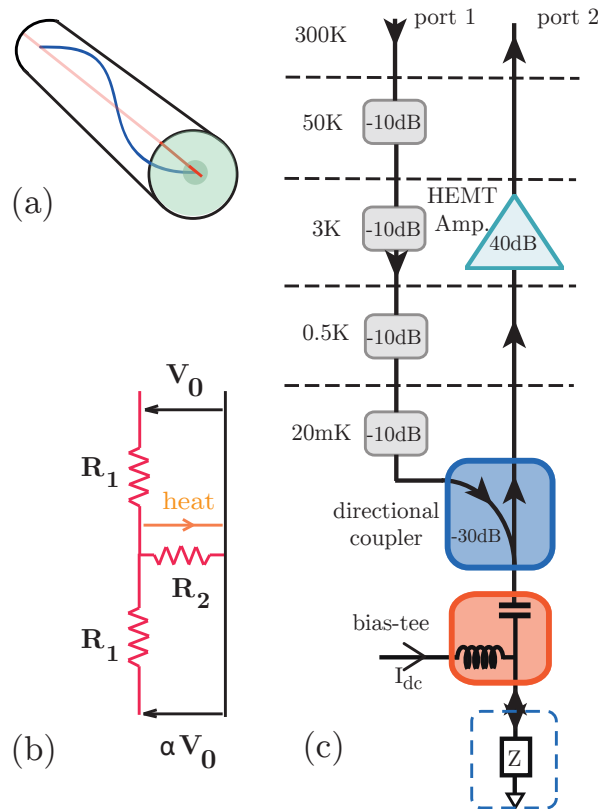 (a)
V0
R1
heat
R2
R1
αV0
(b)
port 1
port 2
300K
50K
-10dB
3K
-10dB
HEMT
Amp.
40dB
0.5K
-10dB
20mK
-10dB
directional
coupler
-30dB
bias-tee
Idc
(c)
Z